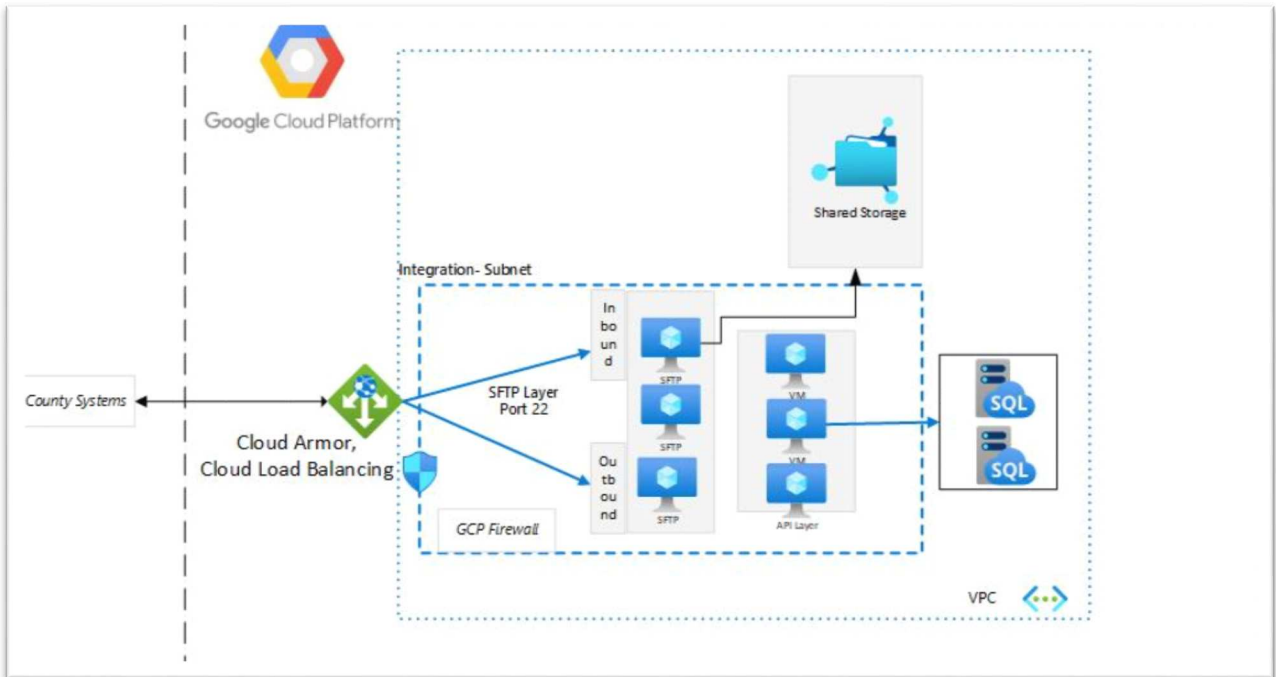 Google Cloud Platform
Shared Storage
Integration- Subnet
In
bo
un
d
SFTP
VM
SFTP Layer
Port 22
County Systems
SQL
Cloud Armor,
Cloud Load Balancing
SFTP
VM
SQL
Ou
tb
ou
nd
SFTP
API Layer
GCP Firewall
VPC